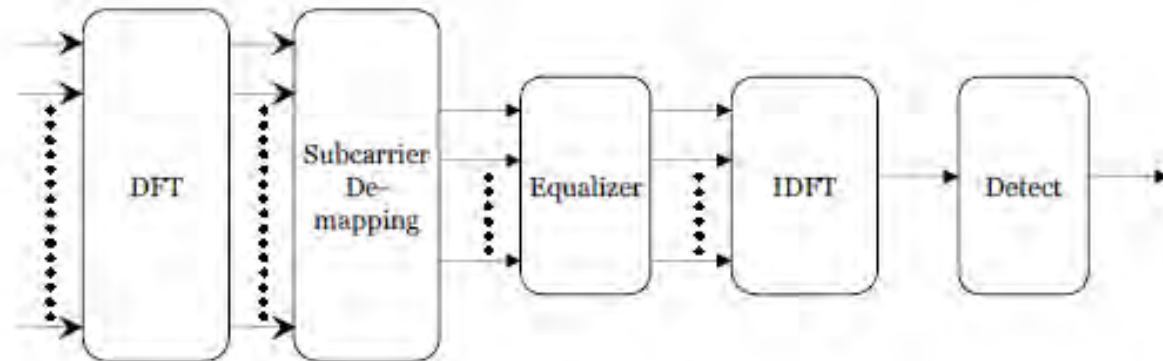 DFT
Subcarrier
De-
mapping
Equalizer
IDFT
Detect